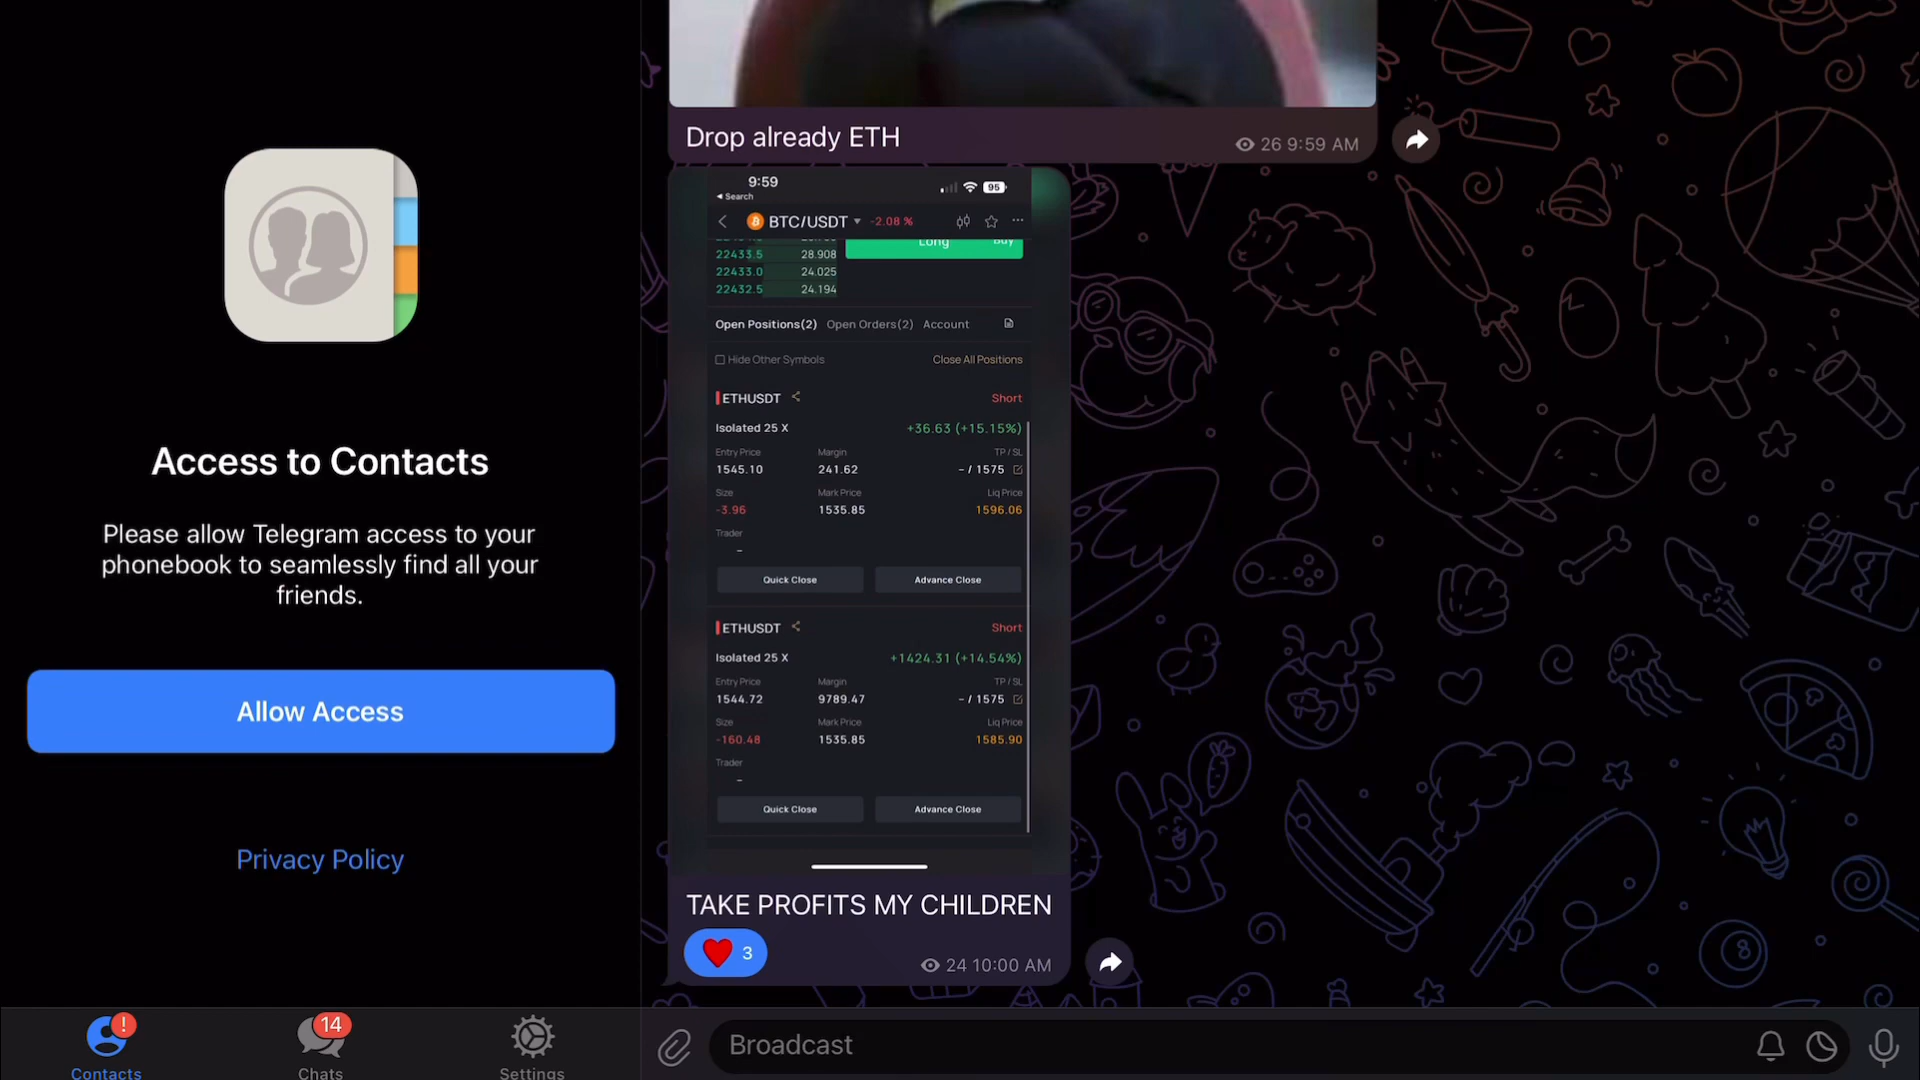 Access to Contacts
Please allow Telegram access to your
phonebook to seamlessly find all your
friends.
Allow Access
Privacy Policy
!
14
Contacts
Chats
Settings
Drop already ETH
26 9:59 AM
9:59
95
◂ Search
BTC/USDT
-2.08 %
Long
Buy
22433.5 28.908
22433.0 24.025
22432.5 24.194
Open Positions(2) Open Orders(2) Account
Hide Other Symbols Close All Positions
ETHUSDT Short
Isolated 25 X +36.63 (+15.15%)
Entry Price Margin TP / SL
1545.10 241.62 – / 1575
Size Mark Price Liq Price
-3.96 1535.85 1596.06
Trader
–
Quick Close Advance Close
ETHUSDT Short
Isolated 25 X +1424.31 (+14.54%)
Entry Price Margin TP / SL
1544.72 9789.47 – / 1575
Size Mark Price Liq Price
-160.48 1535.85 1585.90
Trader
–
Quick Close Advance Close
TAKE PROFITS MY CHILDREN
3
24 10:00 AM
8
Broadcast